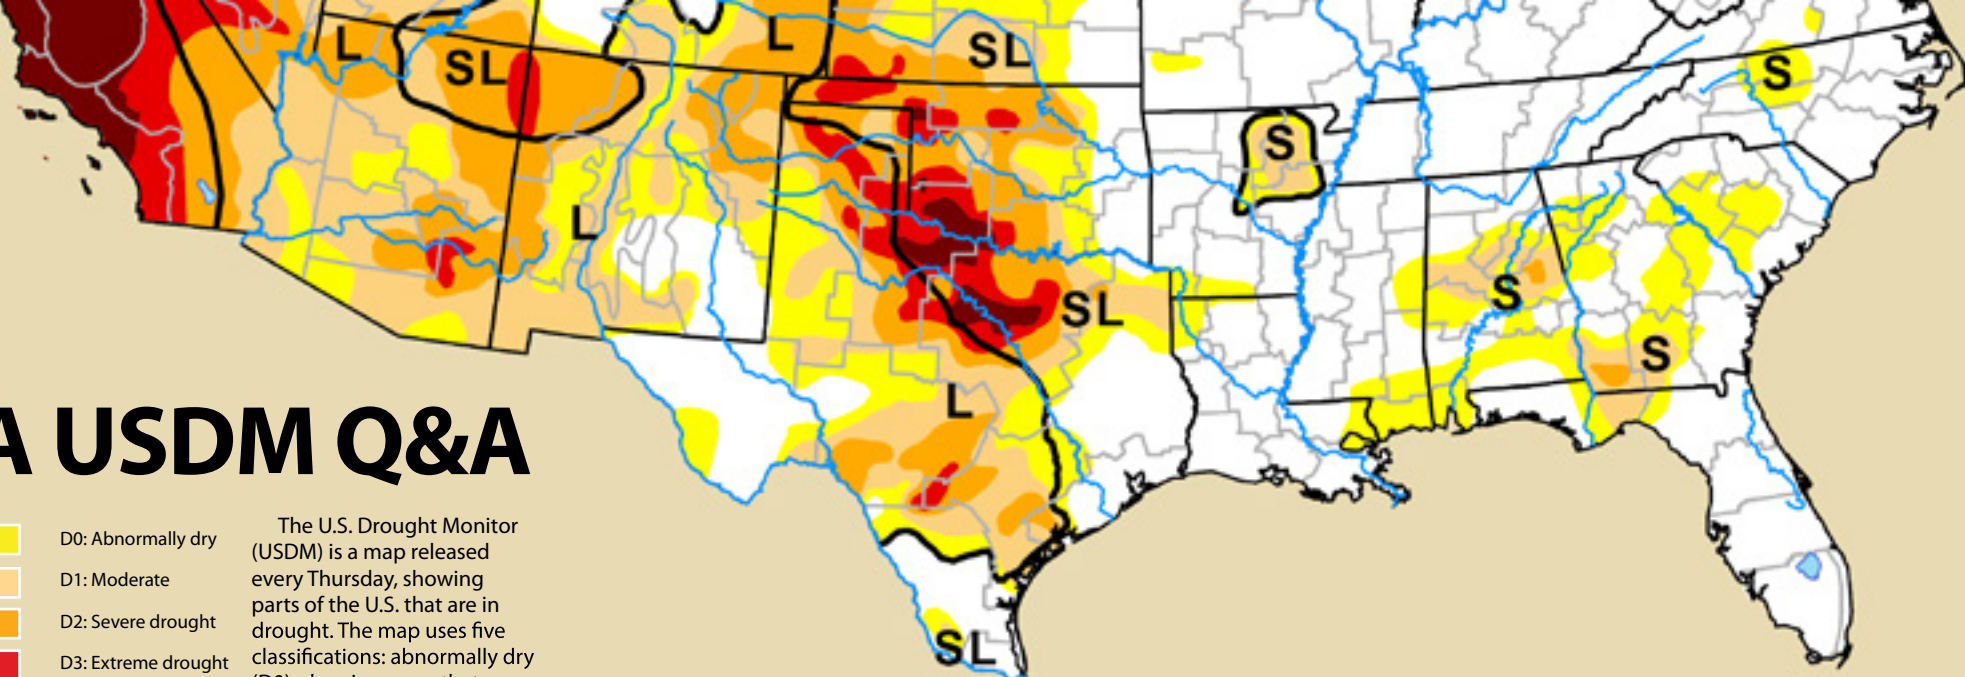 L
SL
L
SL
S
S
L
S
SL
S
L
SL
A USDM Q&A
D0: Abnormally dry
D1: Moderate
D2: Severe drought
D3: Extreme drought
The U.S. Drought Monitor
(USDM) is a map released
every Thursday, showing
parts of the U.S. that are in
drought. The map uses five
classifications: abnormally dry